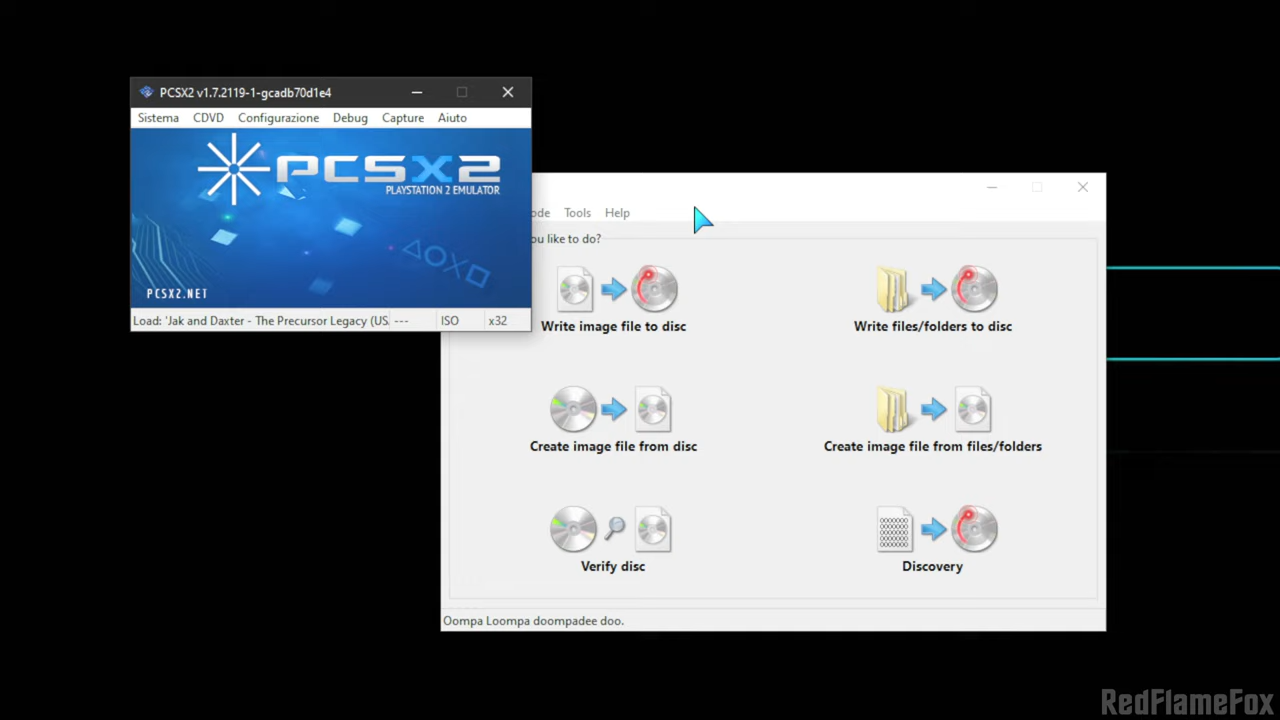 PCSX2 v1.7.2119-1-gcadb70d1e4
Sistema CDVD Configurazione Debug Capture Aiuto
PCSX2
PLAYSTATION 2 EMULATOR
PCSX2.NET
Load: 'Jak and Daxter - The Precursor Legacy (US. --- ISO x32
ode Tools Help
ou like to do?
Write image file to disc
Write files/folders to disc
Create image file from disc
Create image file from files/folders
Verify disc
Discovery
Oompa Loompa doompadee doo.
RedFlameFox